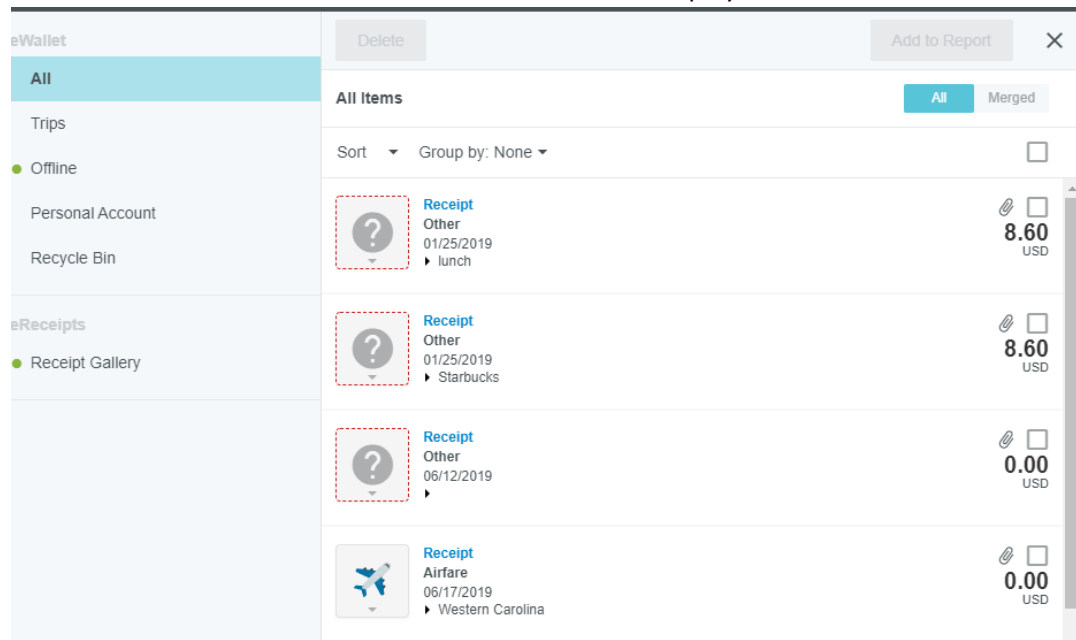 eWallet
All
Trips
Offline
Personal Account
Recycle Bin
eReceipts
Receipt Gallery
Delete
Add to Report
All Items
All Merged
Sort Group by: None
Receipt
Other
01/25/2019
lunch
8.60
USD
Receipt
Other
01/25/2019
Starbucks
8.60
USD
Receipt
Other
06/12/2019
0.00
USD
Receipt
Airfare
06/17/2019
Western Carolina
0.00
USD